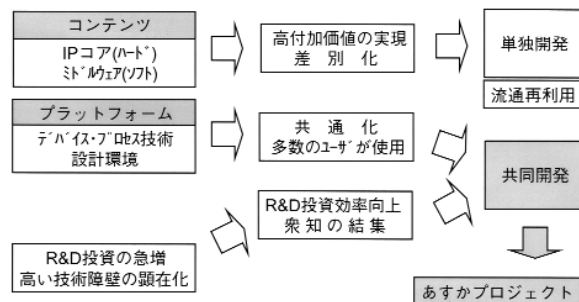 コンテンツ
IPコア(ハード)
ミドルウェア(ソフト)
高付加価値の実現
差別化
単独開発
流通再利用
プラットフォーム
デバイス・プロセス技術
設計環境
共通化
多数のユーザが使用
共同開発
R&D投資効率向上
衆知の結集
R&D投資の急増
高い技術障壁の顕在化
あすかプロジェクト